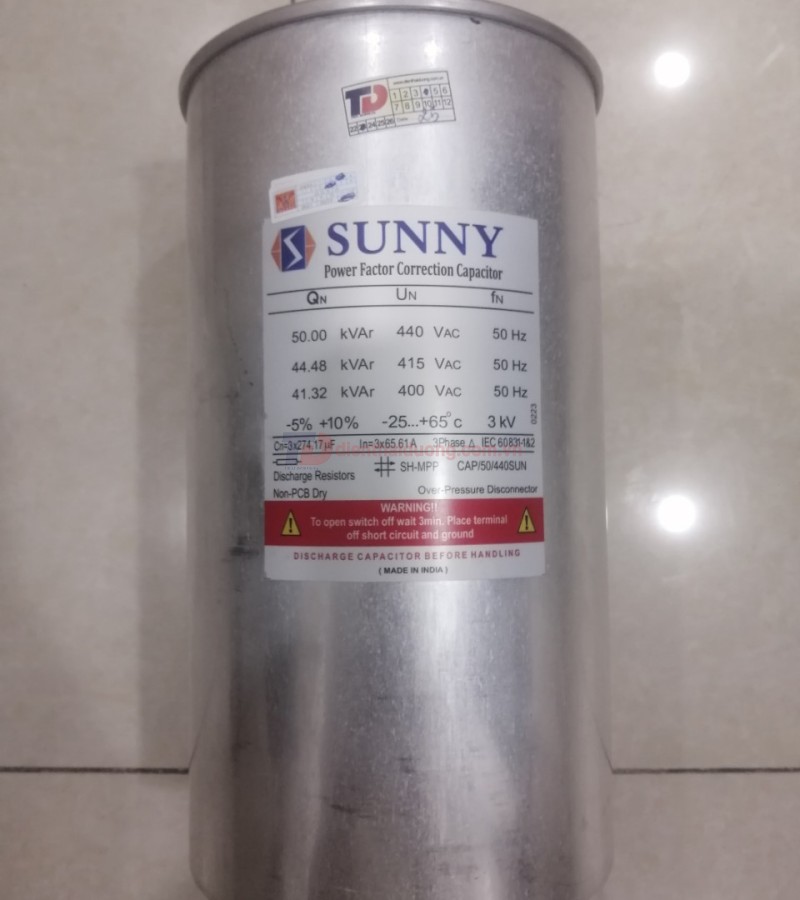 TD
1 2 3 5 6
7 8 9 10 11 12
SUNNY
Power Factor Correction Capacitor
QN UN fN
50.00 kVAr 440 VAC 50 Hz
44.48 kVAr 415 VAC 50 Hz
41.32 kVAr 400 VAC 50 Hz
-5% +10% -25...+65°c 3 kV
0223
Cn=3x274.17µF In=3x65.61A 3Phase Δ IEC 60831-1&2
SH-MPP CAP/50/440SUN
Discharge Resistors
Non-PCB Dry Over-Pressure Disconnector
WARNING!!
To open switch off wait 3min. Place terminal
off short circuit and ground
DISCHARGE CAPACITOR BEFORE HANDLING
( MADE IN INDIA )